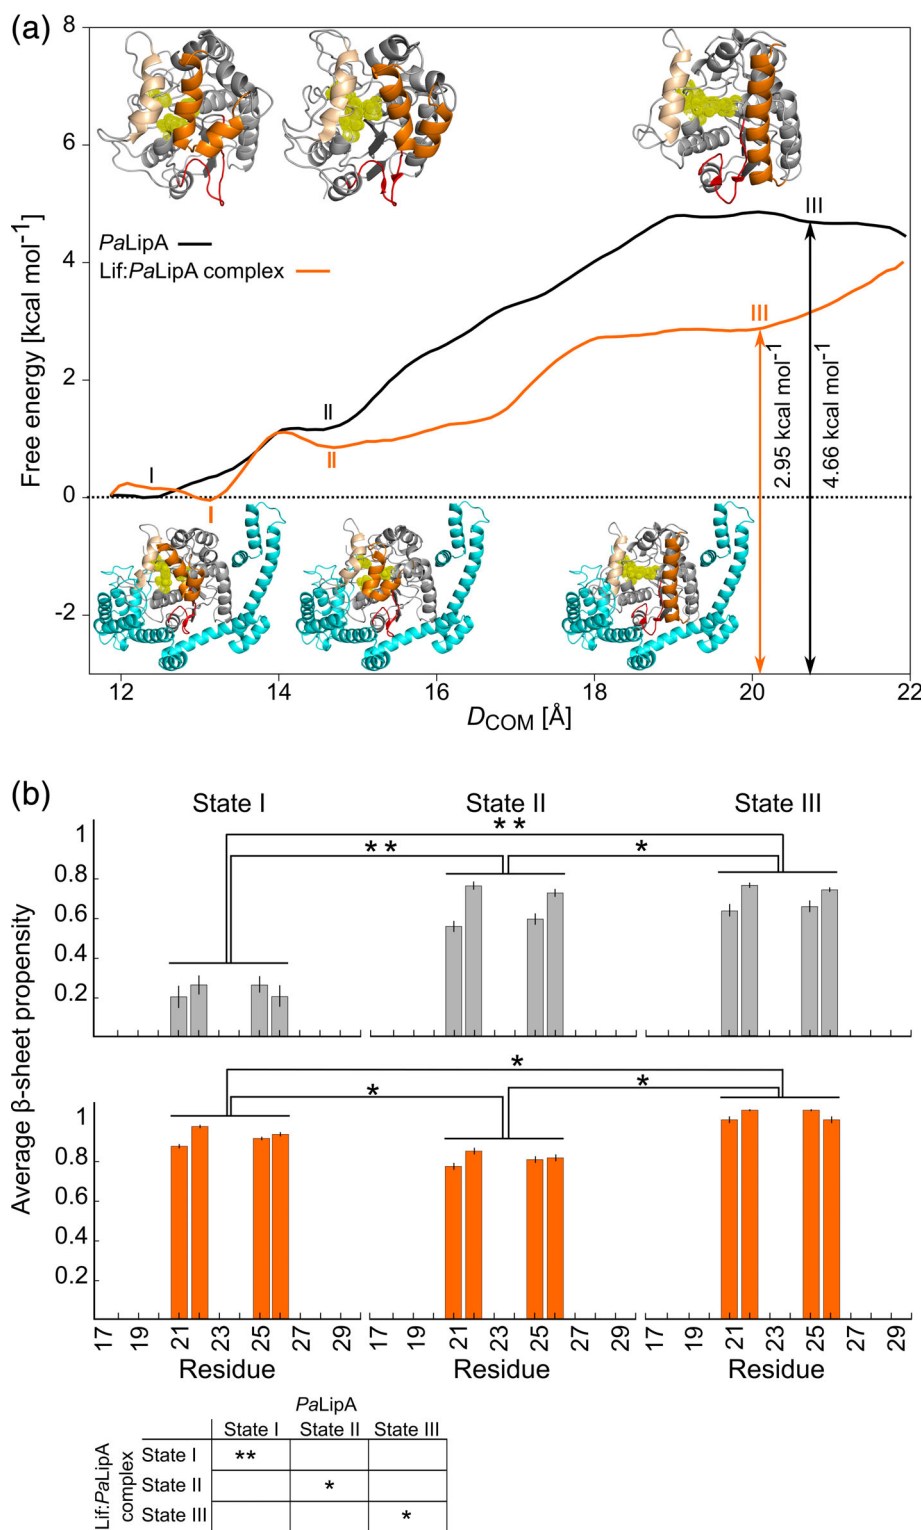 (a)
8
6
4
2
0
-2
Free energy [kcal mol⁻¹]
PaLipA
Lif:PaLipA complex
I
II
III
I
II
III
2.95 kcal mol⁻¹
4.66 kcal mol⁻¹
12 14 16 18 20 22
D_COM [Å]
(b)
State I State II State III
**
** *
1
0.8
0.6
0.4
0.2
*
* *
1
0.8
0.6
0.4
0.2
Average β-sheet propensity
17 19 21 23 25 27 29 17 19 21 23 25 27 29 17 19 21 23 25 27 29
Residue Residue Residue
PaLipA
State I State II State III
Lif:PaLipA
complex
State I **
State II *
State III *